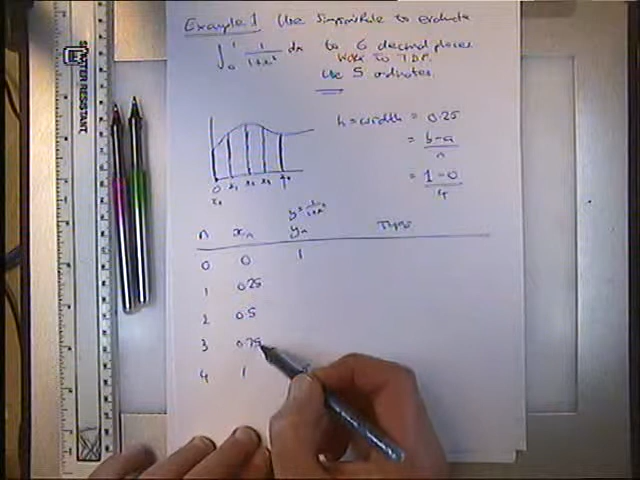 Example 1 Use Simpson's Rule to evaluate
∫₀¹ 1/(1+x²) dx to 6 decimal places
Work to 7 D.P.
Use 5 ordinates.
h = width = 0.25
= b-a/n
= 1-0/4
0 x₁ x₂ x₃
x₀
y=1/(1+x²)
n xₙ yₙ Type
0 0 1
1 0.25
2 0.5
3 0.75
4 1
SHATTER RESISTANT